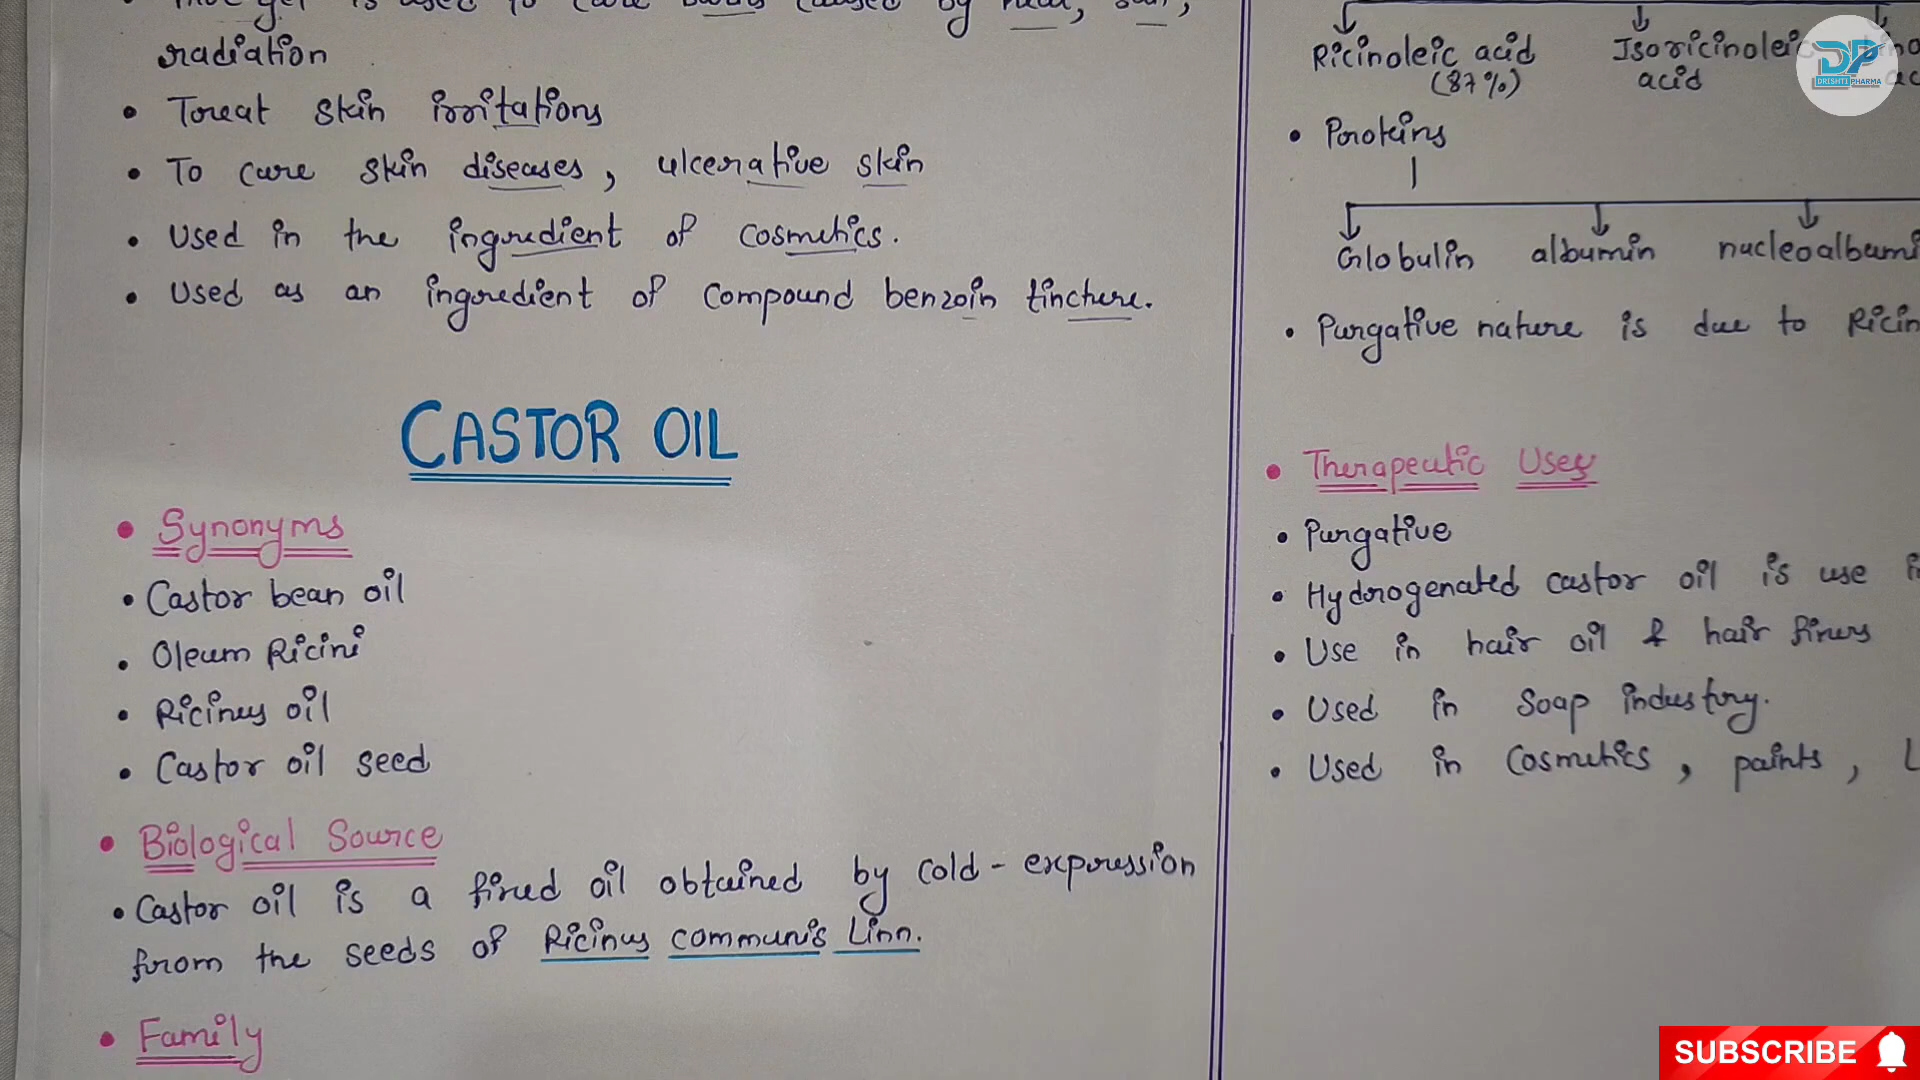 radiation
• Treat skin irritations
• To cure skin diseases, ulcerative skin
• Used in the ingredient of cosmetics.
• Used as an ingredient of compound benzoin tincture.
CASTOR OIL
• Synonyms
• Castor bean oil
• Oleum Ricini
• Ricinus oil
• Castor oil seed
• Biological Source
• Castor oil is a fixed oil obtained by cold-expression
from the seeds of Ricinus communis Linn.
• Family
Ricinoleic acid
(87%)
Isoricinoleic
acid
• Proteins
Globulin albumin
• Purgative nature is due to
• Therapeutic Uses
• Purgative
• Hydrogenated castor oil is use
• Use in hair oil & hair fixers
• Used in Soap industry.
• Used in Cosmetics, paints,
DP
DRISHTI PHARMA
SUBSCRIBE